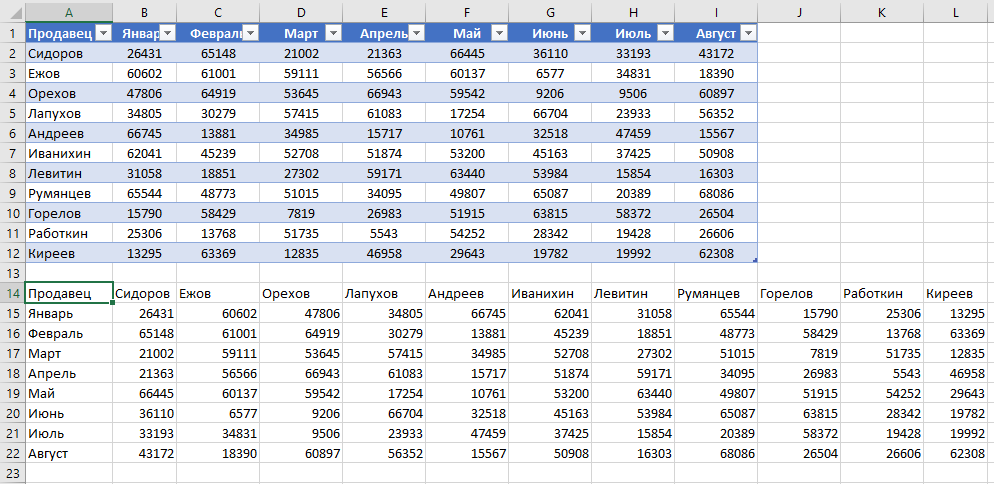 A B C D E F G H I J K L
1 Продавец Январ Феврал Март Апрель Май Июнь Июль Август
2 Сидоров 26431 65148 21002 21363 66445 36110 33193 43172
3 Ежов 60602 61001 59111 56566 60137 6577 34831 18390
4 Орехов 47806 64919 53645 66943 59542 9206 9506 60897
5 Лапухов 34805 30279 57415 61083 17254 66704 23933 56352
6 Андреев 66745 13881 34985 15717 10761 32518 47459 15567
7 Иванихин 62041 45239 52708 51874 53200 45163 37425 50908
8 Левитин 31058 18851 27302 59171 63440 53984 15854 16303
9 Румянцев 65544 48773 51015 34095 49807 65087 20389 68086
10 Горелов 15790 58429 7819 26983 51915 63815 58372 26504
11 Работкин 25306 13768 51735 5543 54252 28342 19428 26606
12 Киреев 13295 63369 12835 46958 29643 19782 19992 62308
13
14 Продавец Сидоров Ежов Орехов Лапухов Андреев Иванихин Левитин Румянцев Горелов Работкин Киреев
15 Январь 26431 60602 47806 34805 66745 62041 31058 65544 15790 25306 13295
16 Февраль 65148 61001 64919 30279 13881 45239 18851 48773 58429 13768 63369
17 Март 21002 59111 53645 57415 34985 52708 27302 51015 7819 51735 12835
18 Апрель 21363 56566 66943 61083 15717 51874 59171 34095 26983 5543 46958
19 Май 66445 60137 59542 17254 10761 53200 63440 49807 51915 54252 29643
20 Июнь 36110 6577 9206 66704 32518 45163 53984 65087 63815 28342 19782
21 Июль 33193 34831 9506 23933 47459 37425 15854 20389 58372 19428 19992
22 Август 43172 18390 60897 56352 15567 50908 16303 68086 26504 26606 62308
23